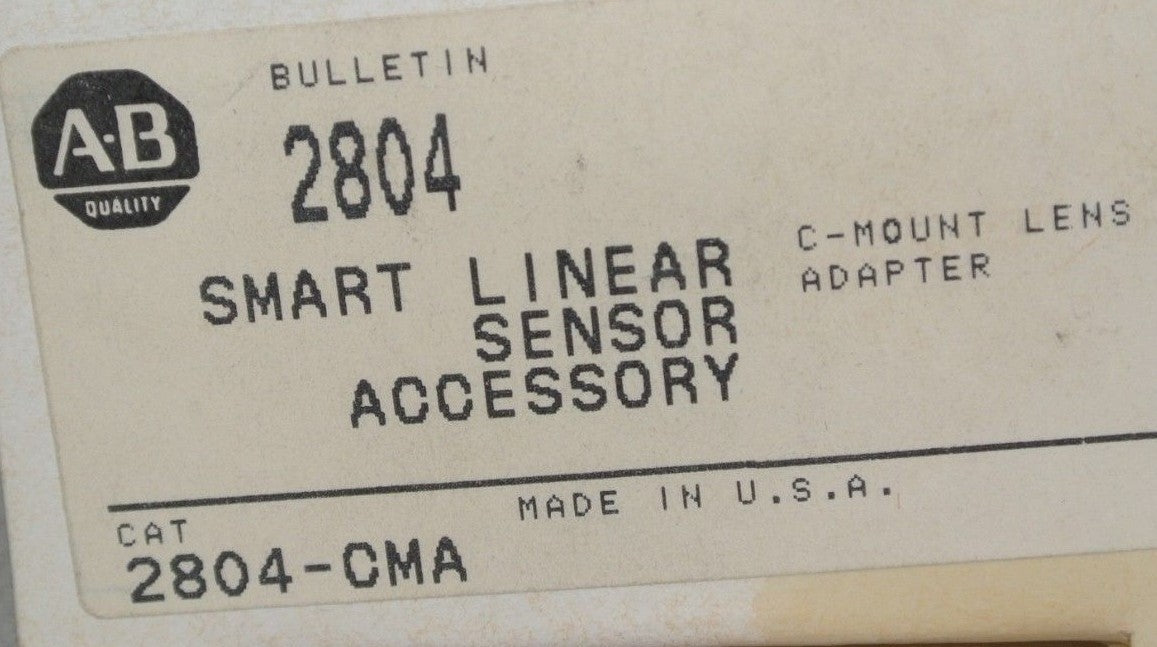 A-B
QUALITY
BULLETIN
2804
SMART LINEAR
SENSOR
ACCESSORY
C-MOUNT LENS
ADAPTER
MADE IN U.S.A.
CAT
2804-CMA